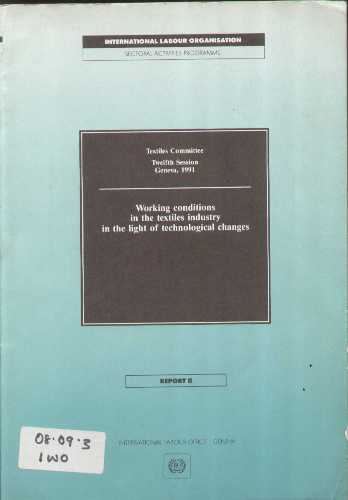 INTERNATIONAL LABOUR ORGANISATION
SECTORAL ACTIVITIES PROGRAMME
Textiles Committee
Twelfth Session
Geneva, 1991
Working conditions
in the textiles industry
in the light of technological changes
REPORT II
08.09.3
IWO
INTERNATIONAL LABOUR OFFICE GENEVA